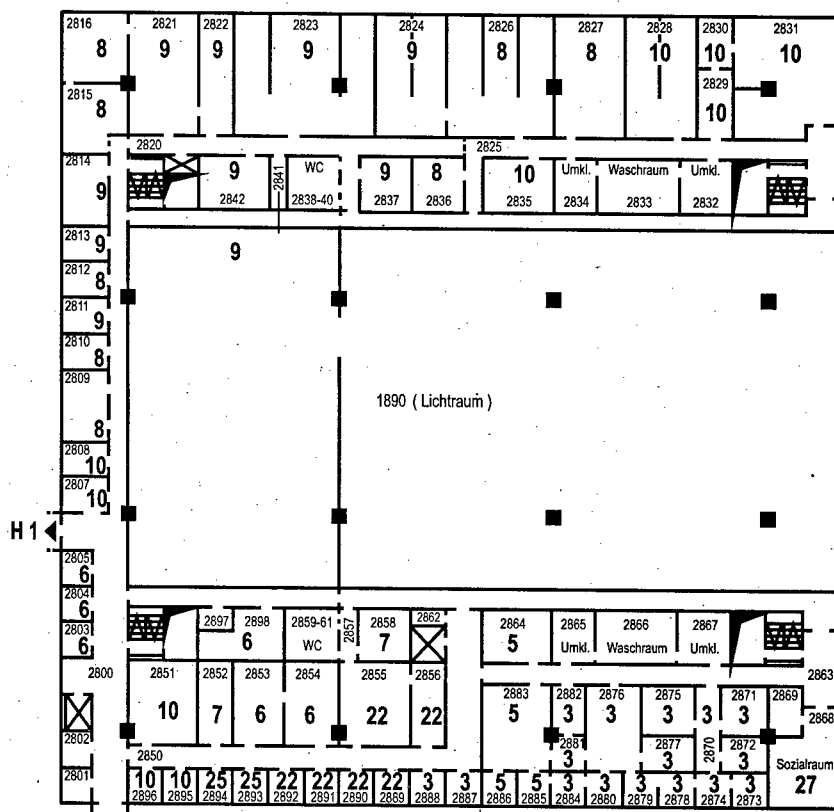 2816 2821 2822 2823 2824 2826 2827 2828 2830 2831
8 9 9 9 9 8 8 10 10 10
2815 2829
8 10
2820 2825
2814 9 2841 WC 9 8 10 Umkl. Waschraum Umkl.
9 2842 2838-40 2837 2836 2835 2834 2833 2832
2813
9 9
2812
8
2811
9
2810
8
2809
1890 ( Lichtraum )
8
2808
10
2807
10
H 1
2805
6
2804
6
2803
6
2897 2898 2859-61 2857 2858 2862 2864 2865 2866 2867
6 WC 7 5 Umkl. Waschraum Umkl.
2800 2851 2852 2853 2854 2855 2856 2863
10 7 6 6 22 22
2883 2882 2876 2875 2871 2869
5 3 3 3 3 3 2868
2802 2881 2877 2870 2872
3 3 3
2850 Sozialraum
2801 27
10 10 25 25 22 22 22 22 3 3 5 5 3 3 3 3 3 3
2896 2895 2894 2893 2892 2891 2890 2869 2888 2887 2886 2885 2884 2880 2879 2878 2874 2873